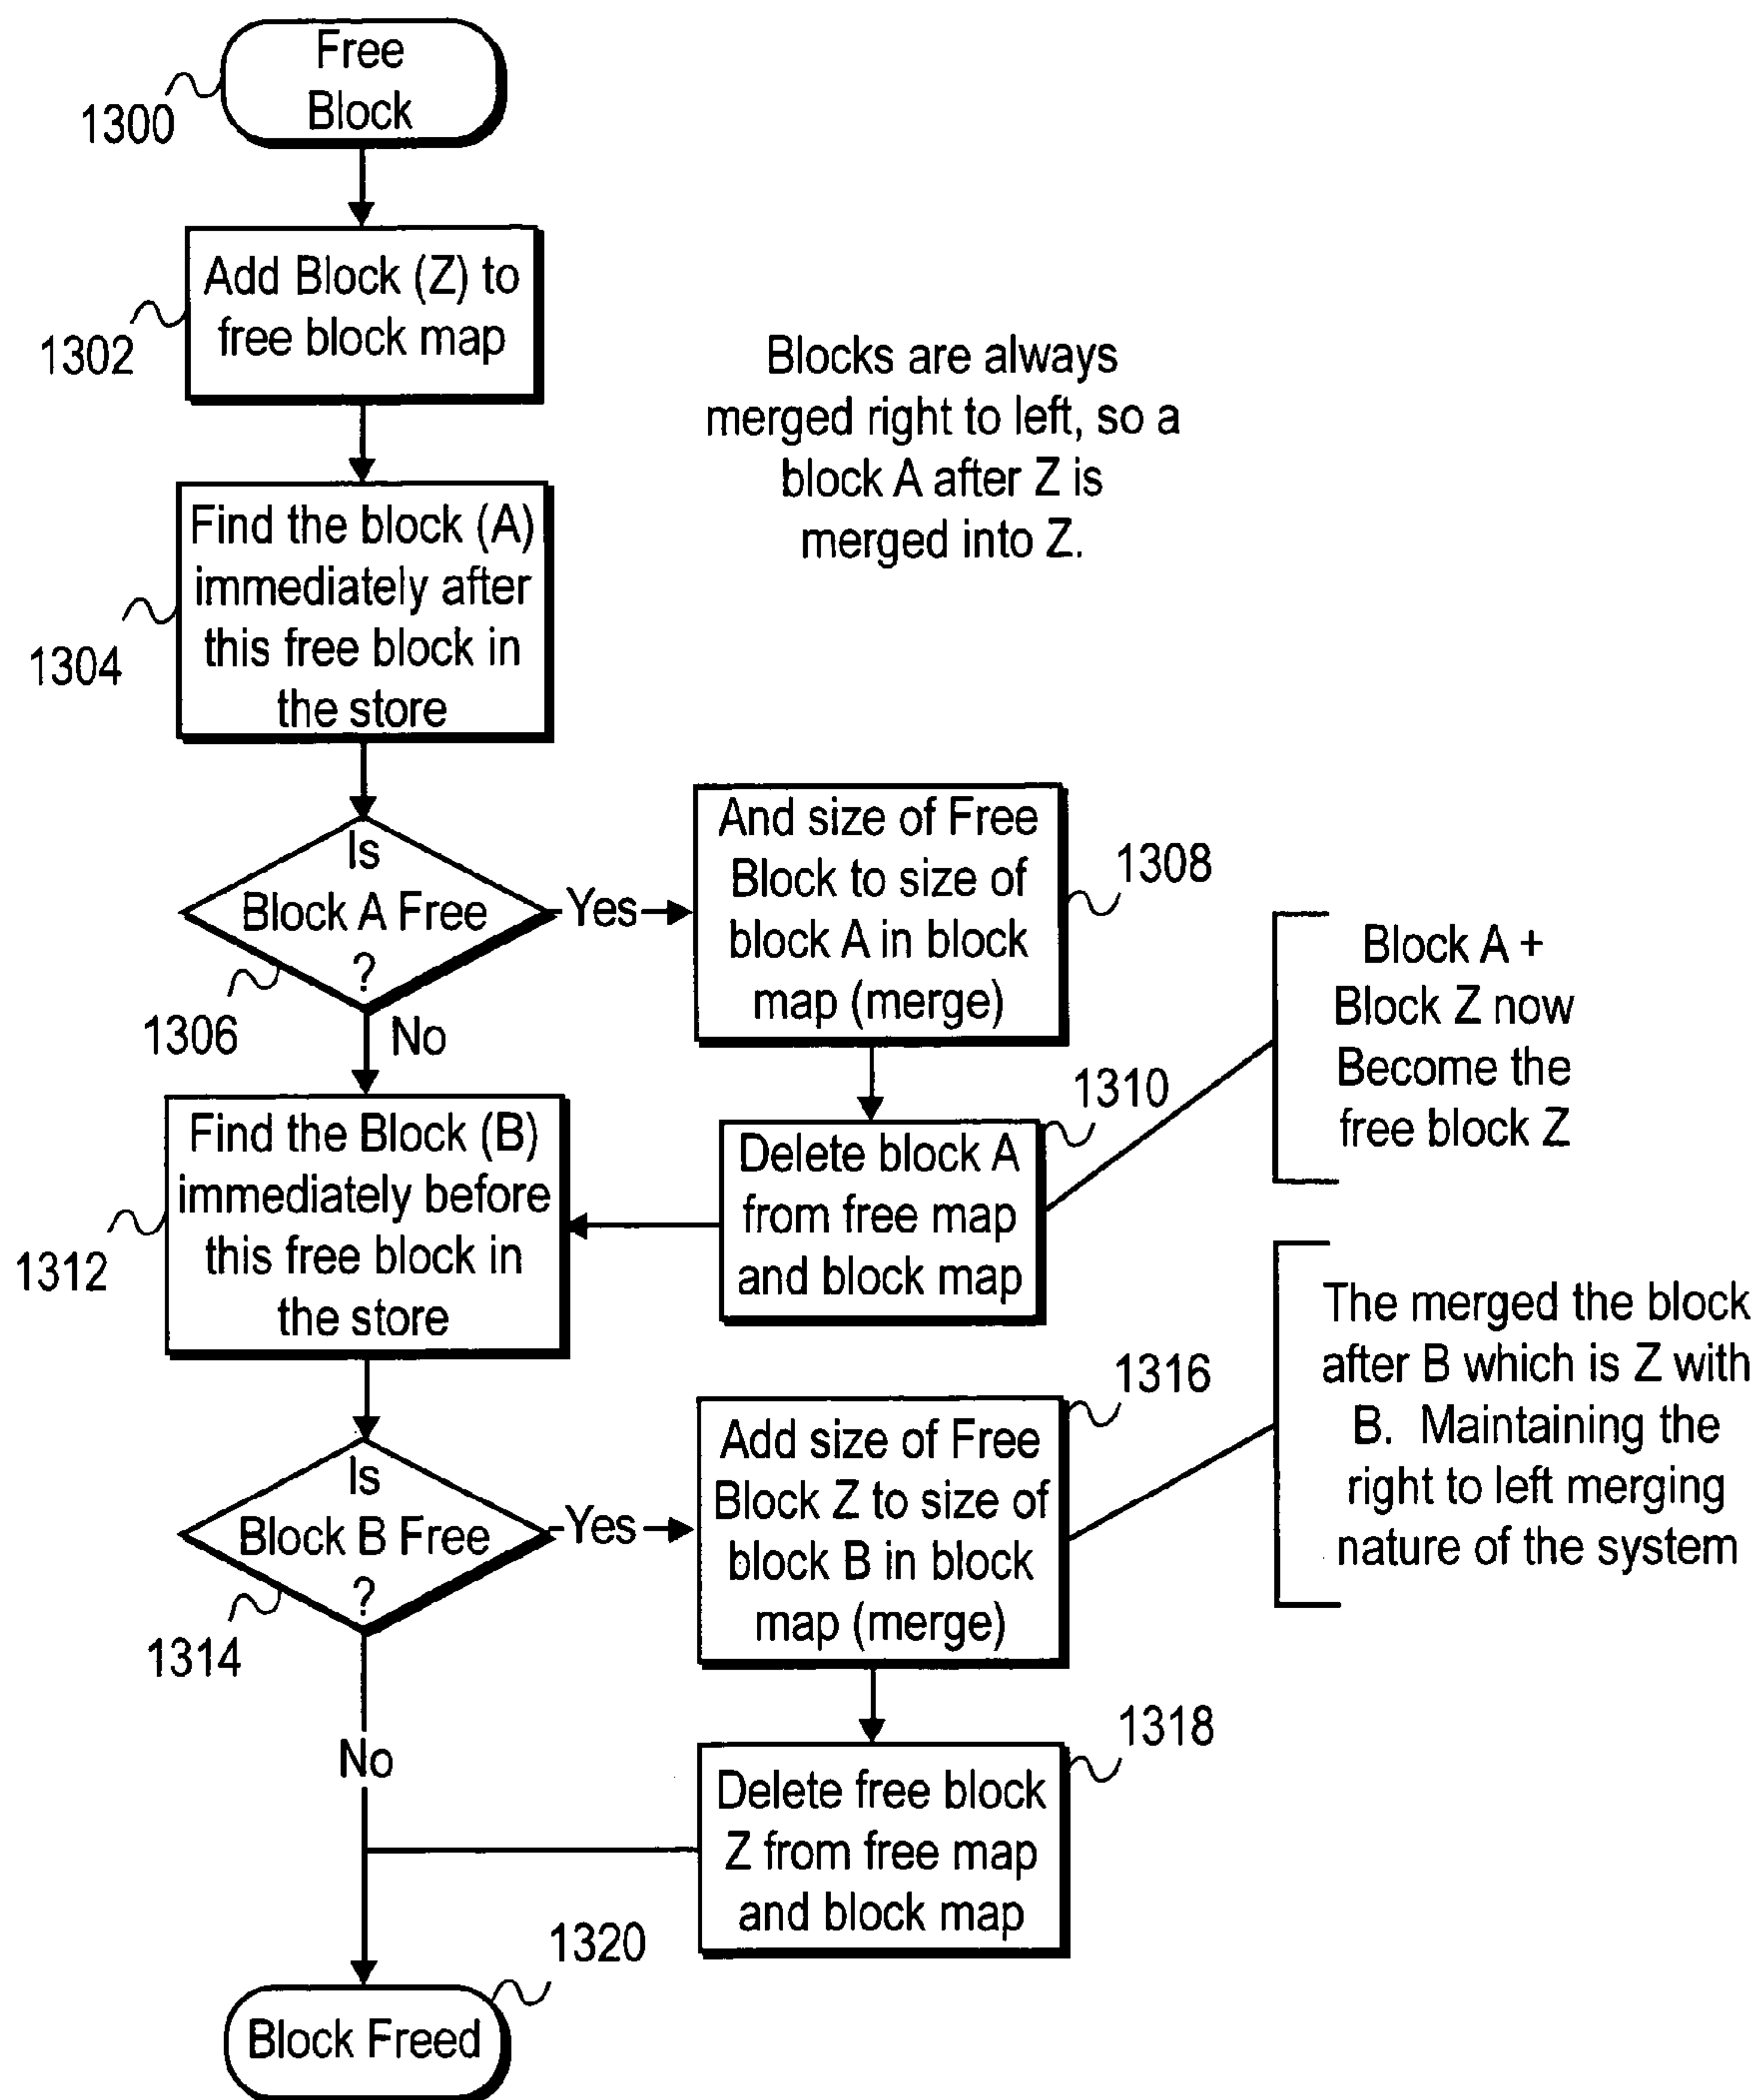 Free
Block
1300
Add Block (Z) to
free block map
1302
Blocks are always
merged right to left, so a
block A after Z is
merged into Z.
Find the block (A)
immediately after
this free block in
the store
1304
Is
Block A Free
?
1306
Yes
No
And size of Free
Block to size of
block A in block
map (merge)
1308
Delete block A
from free map
and block map
1310
Block A +
Block Z now
Become the
free block Z
Find the Block (B)
immediately before
this free block in
the store
1312
Is
Block B Free
?
1314
Yes
No
Add size of Free
Block Z to size of
block B in block
map (merge)
1316
The merged the block
after B which is Z with
B. Maintaining the
right to left merging
nature of the system
Delete free block
Z from free map
and block map
1318
Block Freed
1320